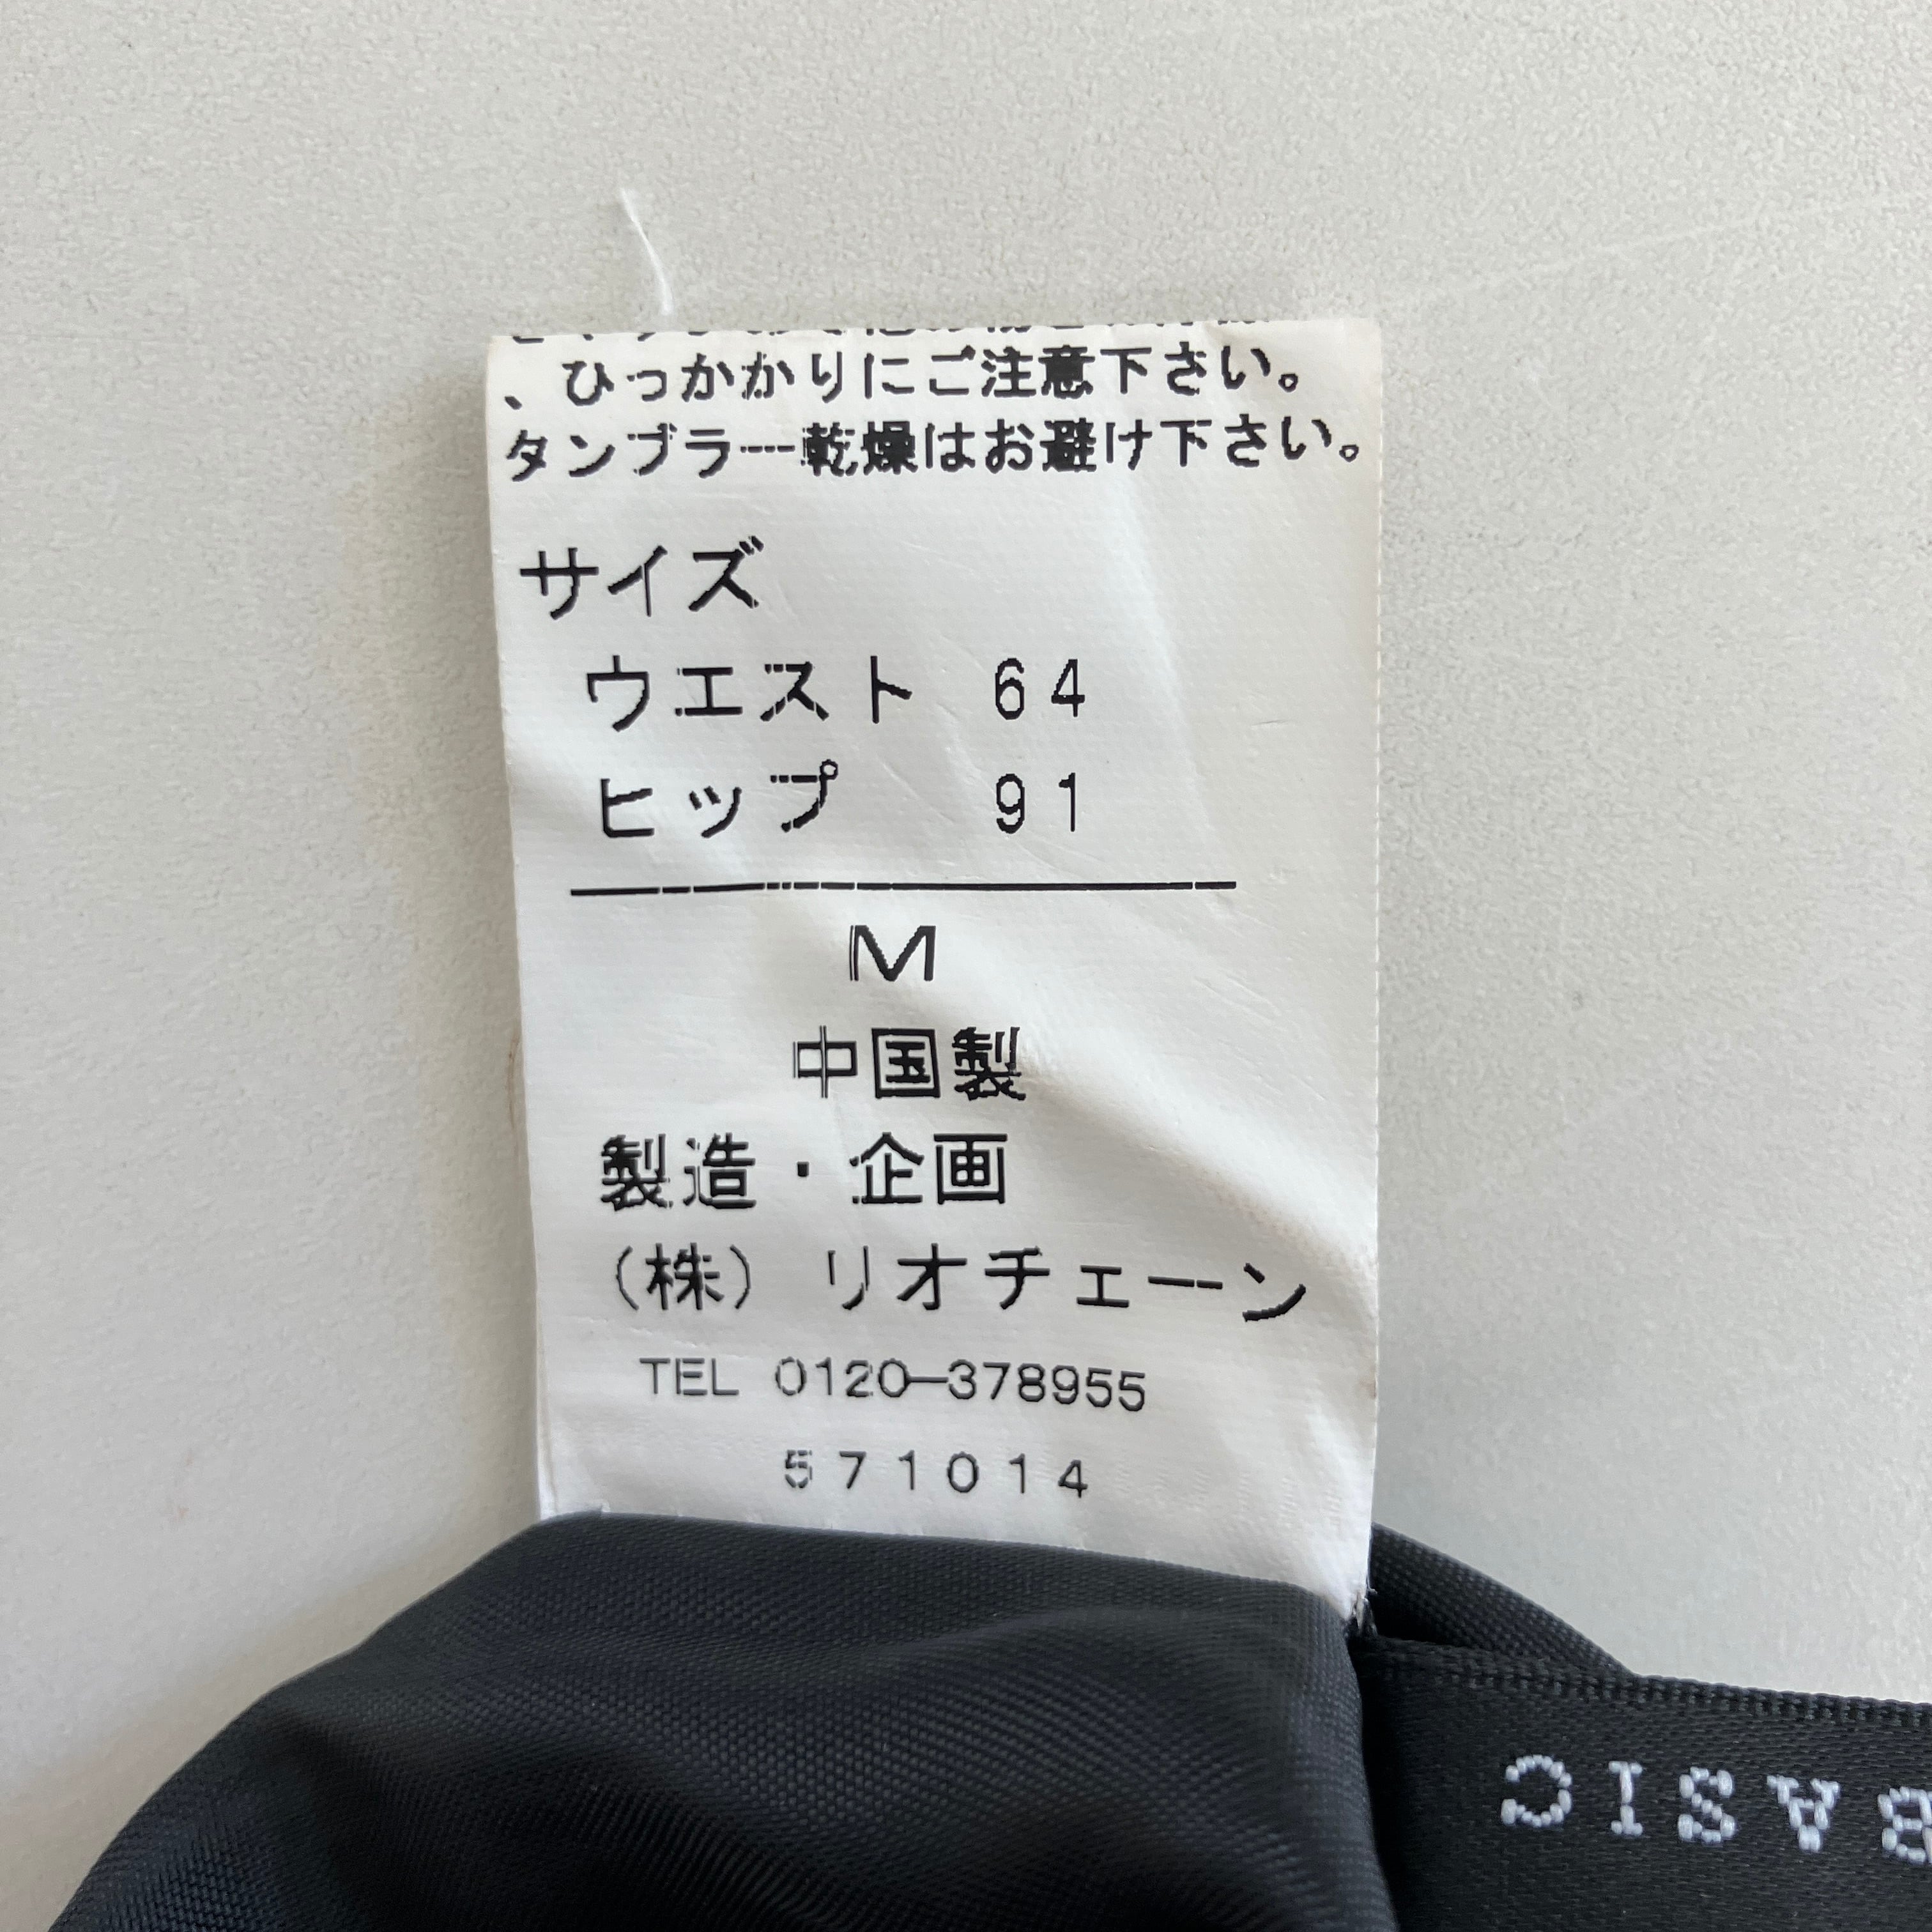 、ひっかかりにご注意下さい。
タンブラー乾燥はお避け下さい。
サイズ
ウエスト 64
ヒップ 91
M
中国製
製造・企画
(株) リオチェーン
TEL 0120-378955
571014
BASIC